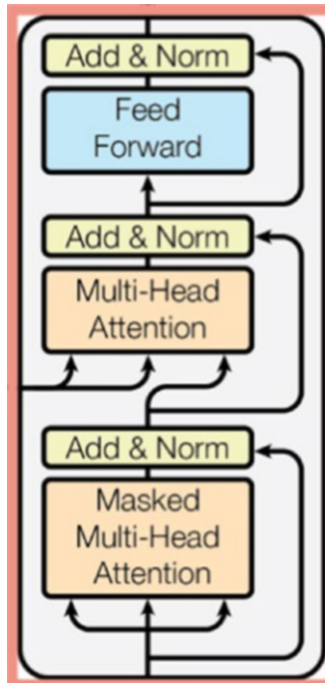 Add & Norm
Feed
Forward
Add & Norm
Multi-Head
Attention
Add & Norm
Masked
Multi-Head
Attention